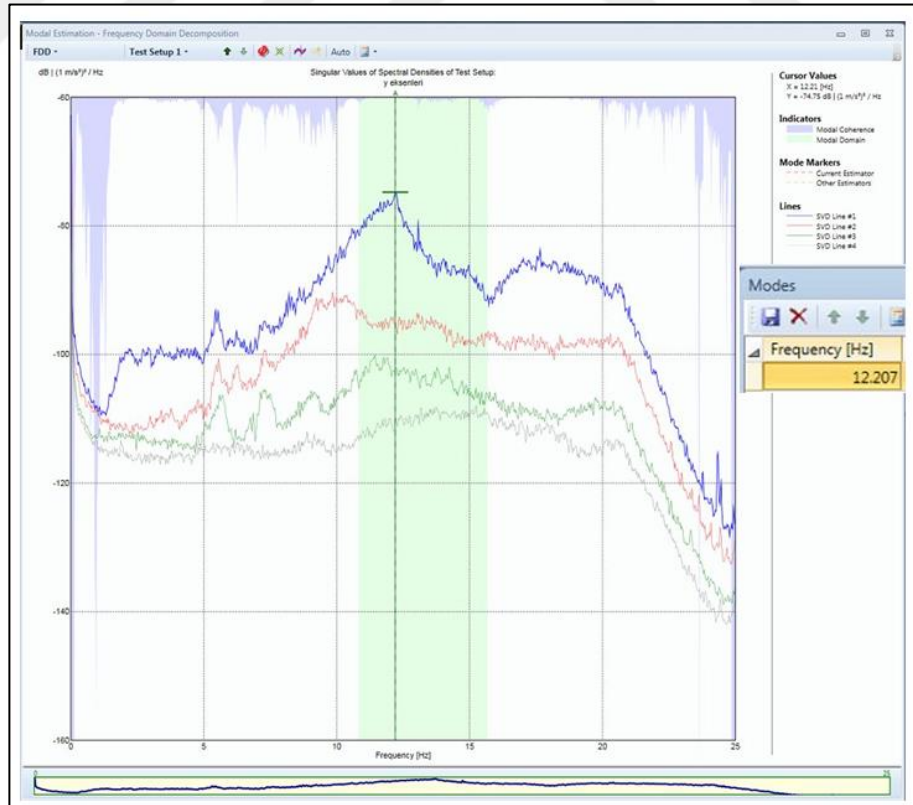 Modal Estimation - Frequency Domain Decomposition
FDD
Test Setup 1
Auto
dB | (1 m/s²)² / Hz
Singular Values of Spectral Densities of Test Setup:
y eksenleri
-60
-80
-100
-120
-140
-160
0
5
10
15
20
25
Frequency [Hz]
Cursor Values
X = 12.21 [Hz]
Y = -74.75 dB | (1 m/s²)² / Hz
Indicators
Modal Coherence
Modal Domain
Mode Markers
Current Estimator
Other Estimators
Lines
SVD Line #1
SVD Line #2
SVD Line #3
SVD Line #4
Modes
Frequency [Hz]
12.207
0
25